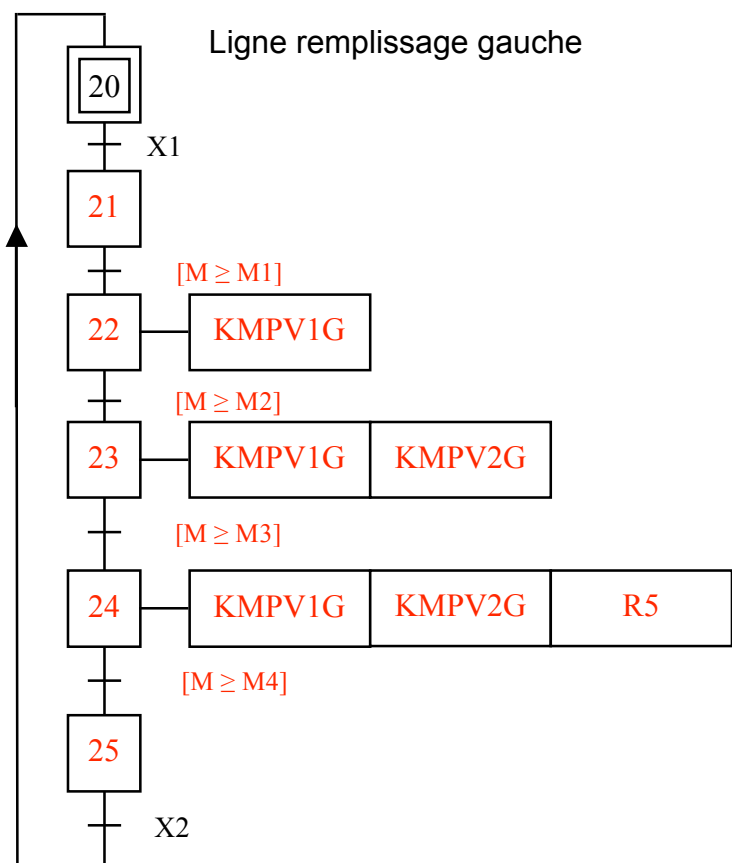 Ligne remplissage gauche
20
X1
21
[M ≥ M1]
22 KMPV1G
[M ≥ M2]
23 KMPV1G KMPV2G
[M ≥ M3]
24 KMPV1G KMPV2G R5
[M ≥ M4]
25
X2